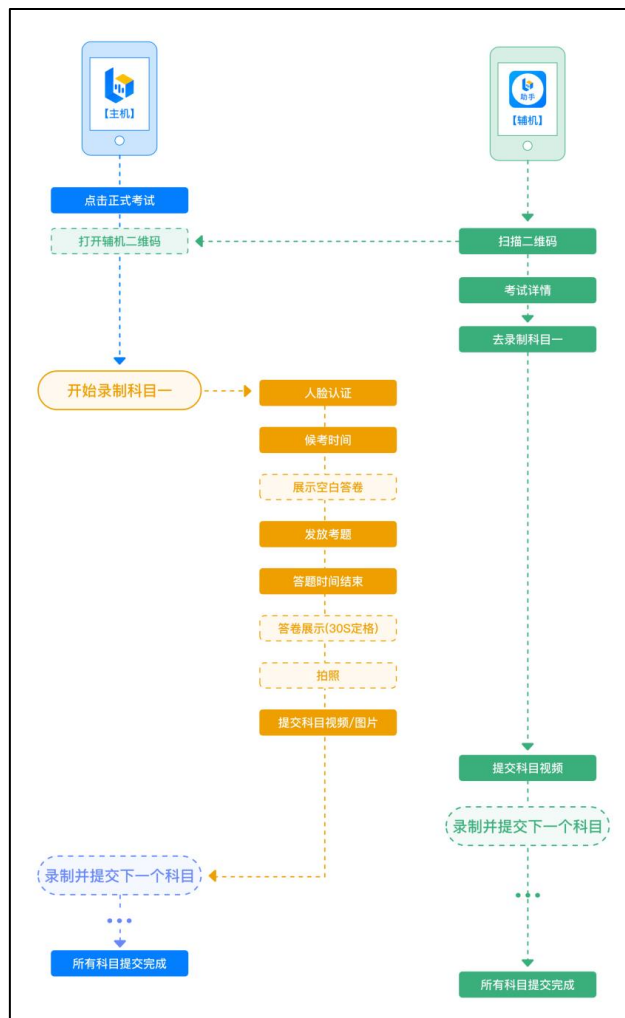 【主机】
助手
【辅机】
点击正式考试
打开辅机二维码
扫描二维码
考试详情
去录制科目一
开始录制科目一
人脸认证
候考时间
展示空白答卷
发放考题
答题时间结束
答卷展示(30S定格)
拍照
提交科目视频/图片
提交科目视频
录制并提交下一个科目
录制并提交下一个科目
所有科目提交完成
所有科目提交完成